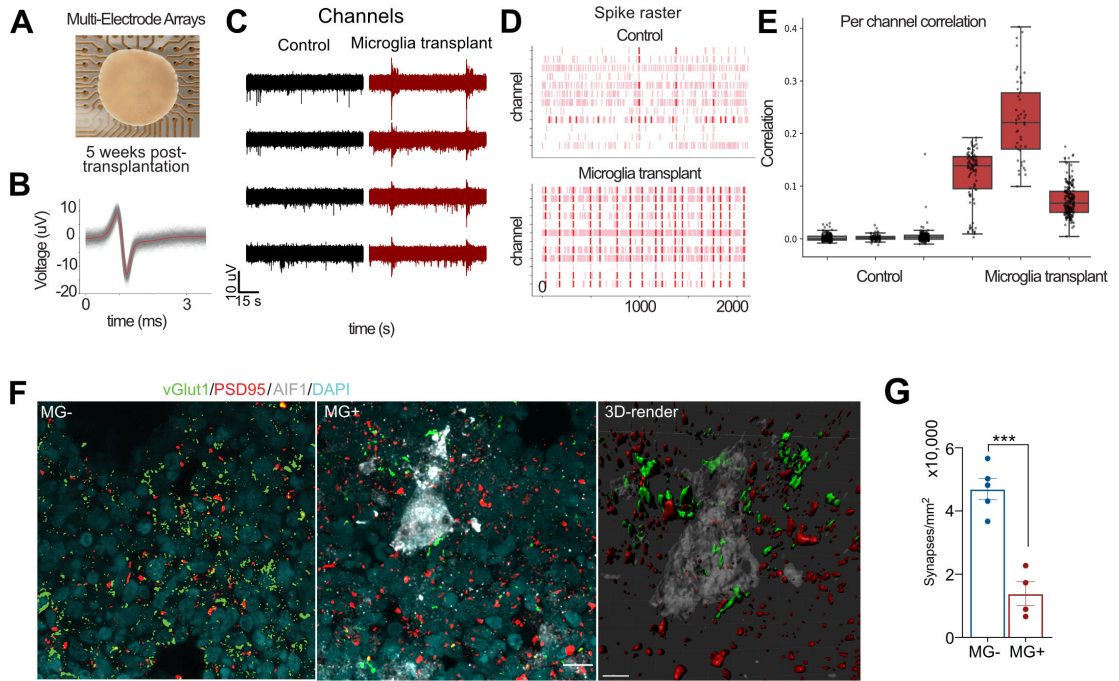 A
Multi-Electrode Arrays
5 weeks post-
transplantation
B
Voltage (uV)
10
0
-10
-20
0
3
time (ms)
C
Channels
Control
Microglia transplant
10 uV
15 s
time (s)
D
Spike raster
Control
channel
Microglia transplant
channel
0
1000
2000
E
Per channel correlation
Correlation
0.4
0.3
0.2
0.1
0.0
Control
Microglia transplant
F
vGlut1/PSD95/AIF1/DAPI
MG-
MG+
3D-render
G
x10,000
Synapses/mm²
6
4
2
0
***
MG-
MG+